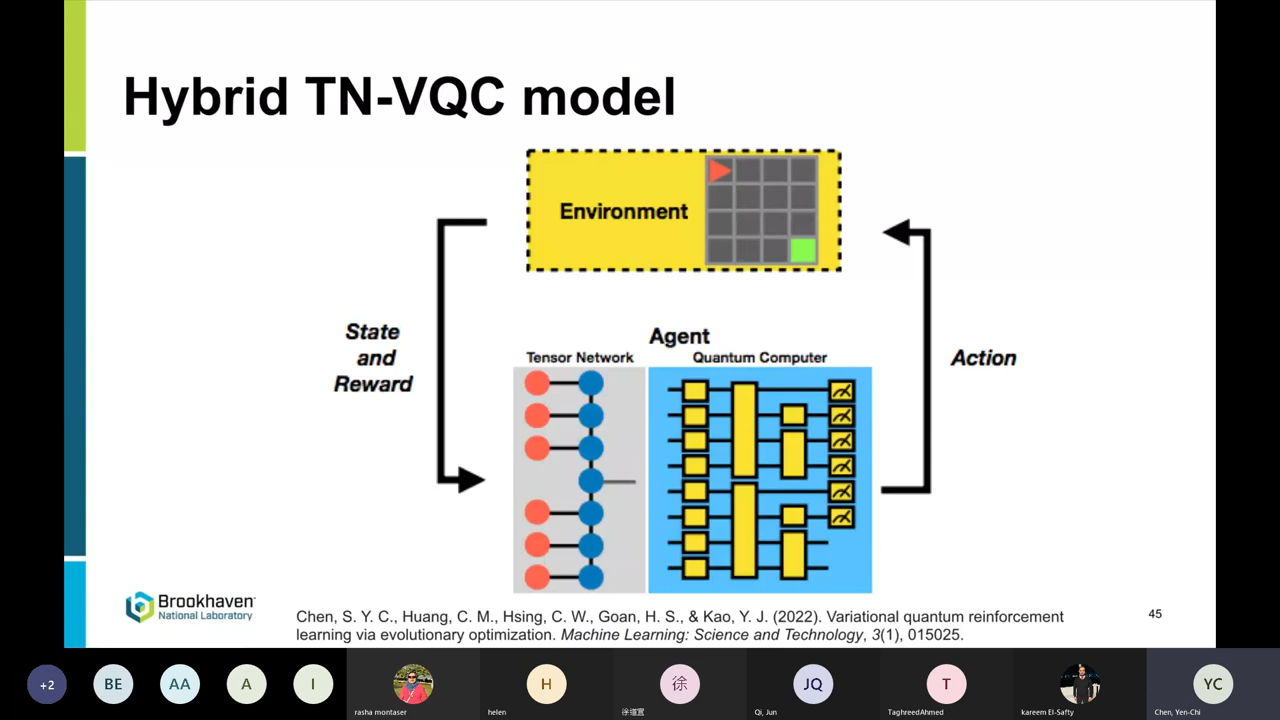 Hybrid TN-VQC model
Environment
State
and
Reward
Agent
Tensor Network
Quantum Computer
Action
Brookhaven
National Laboratory
Chen, S. Y. C., Huang, C. M., Hsing, C. W., Goan, H. S., & Kao, Y. J. (2022). Variational quantum reinforcement
learning via evolutionary optimization. Machine Learning: Science and Technology, 3(1), 015025.
45
+2
BE
AA
A
I
rasha montaser
H
helen
徐
徐瑾宜
JQ
Qi, Jun
T
TaghreedAhmed
kareem El-Safty
YC
Chen, Yen-Chi